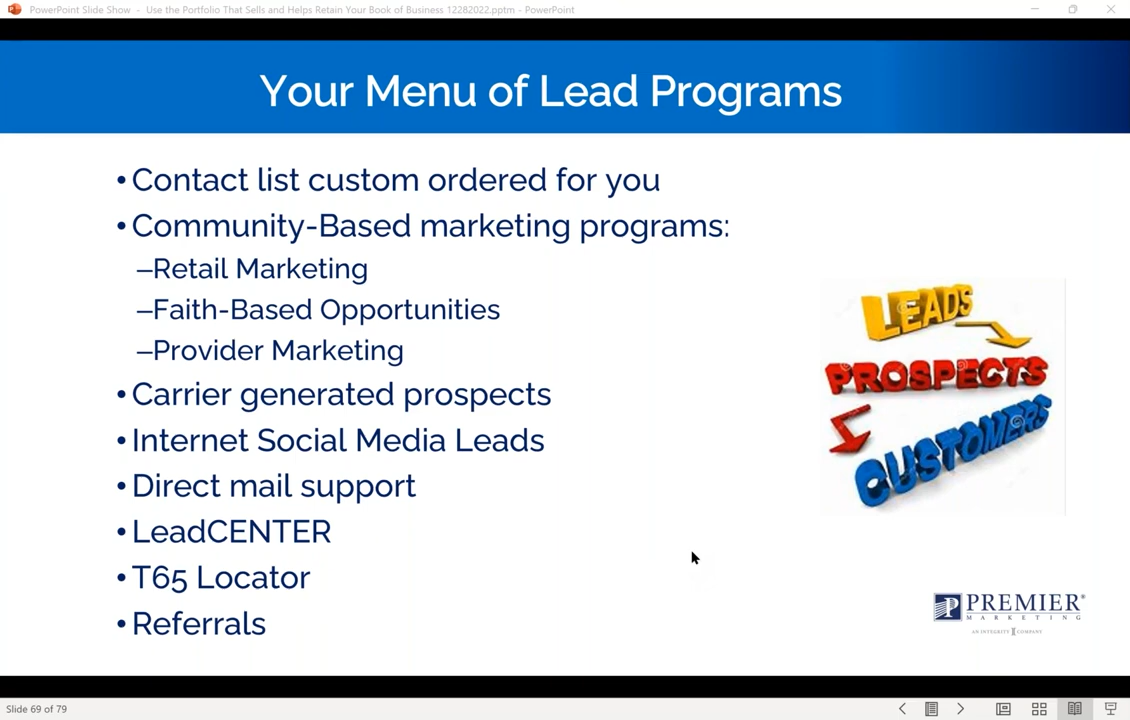 PowerPoint Slide Show - Use the Portfolio That Sells and Helps Retain Your Book of Business 12282022.pptm - PowerPoint
Your Menu of Lead Programs
•Contact list custom ordered for you
•Community-Based marketing programs:
–Retail Marketing
–Faith-Based Opportunities
–Provider Marketing
•Carrier generated prospects
•Internet Social Media Leads
•Direct mail support
•LeadCENTER
•T65 Locator
•Referrals
LEADS
PROSPECTS
CUSTOMERS
PREMIER®
MARKETING
AN INTEGRITY COMPANY
Slide 69 of 79